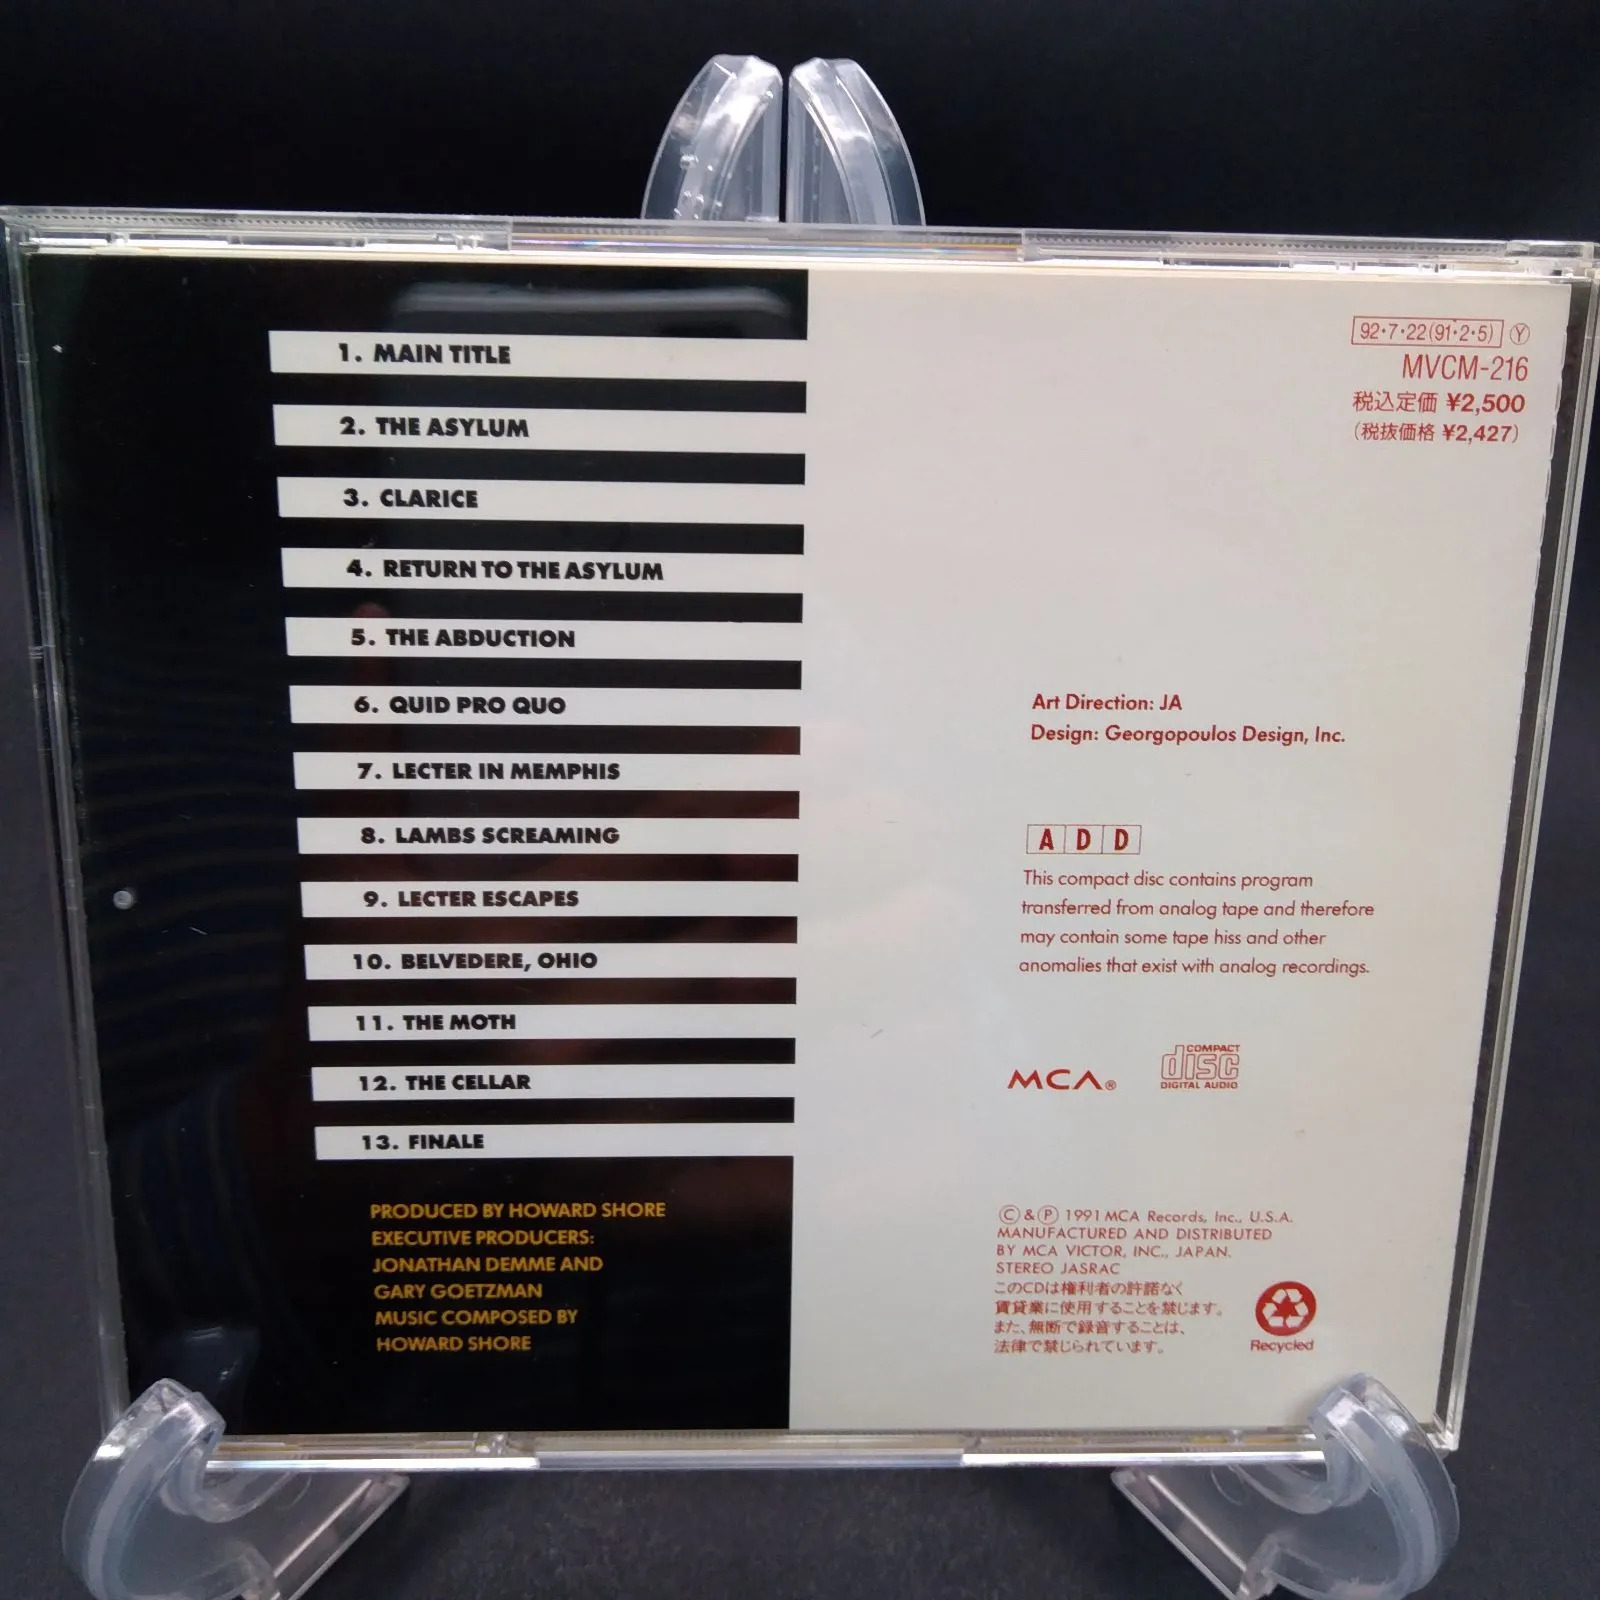 1. MAIN TITLE
2. THE ASYLUM
3. CLARICE
4. RETURN TO THE ASYLUM
5. THE ABDUCTION
6. QUID PRO QUO
7. LECTER IN MEMPHIS
8. LAMBS SCREAMING
9. LECTER ESCAPES
10. BELVEDERE, OHIO
11. THE MOTH
12. THE CELLAR
13. FINALE
PRODUCED BY HOWARD SHORE
EXECUTIVE PRODUCERS:
JONATHAN DEMME AND
GARY GOETZMAN
MUSIC COMPOSED BY
HOWARD SHORE
92・7・22(91・2・5) Ⓨ
MVCM-216
税込定価 ¥2,500
(税抜価格 ¥2,427)
Art Direction: JA
Design: Georgopoulos Design, Inc.
A D D
This compact disc contains program
transferred from analog tape and therefore
may contain some tape hiss and other
anomalies that exist with analog recordings.
MCA®
COMPACT
disc
DIGITAL AUDIO
Ⓒ & Ⓟ 1991 MCA Records, Inc., U.S.A.
MANUFACTURED AND DISTRIBUTED
BY MCA VICTOR, INC., JAPAN.
STEREO JASRAC
このCDは権利者の許諾なく
賃貸業に使用することを禁じます。
また、無断で録音することは、
法律で禁じられています。
Recycled